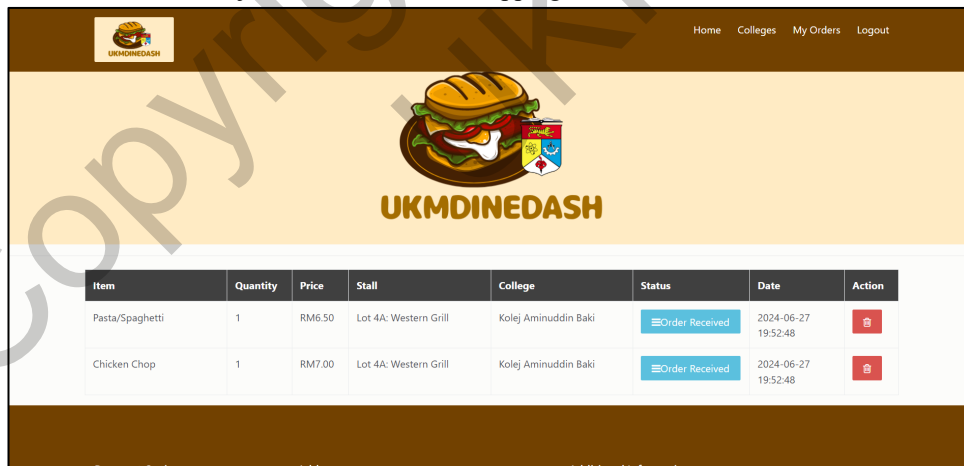 UKMDINEDASH
Home Colleges My Orders Logout
UKMDINEDASH
Item Quantity Price Stall College Status Date Action
Pasta/Spaghetti 1 RM6.50 Lot 4A: Western Grill Kolej Aminuddin Baki Order Received 2024-06-27
19:52:48
Chicken Chop 1 RM7.00 Lot 4A: Western Grill Kolej Aminuddin Baki Order Received 2024-06-27
19:52:48